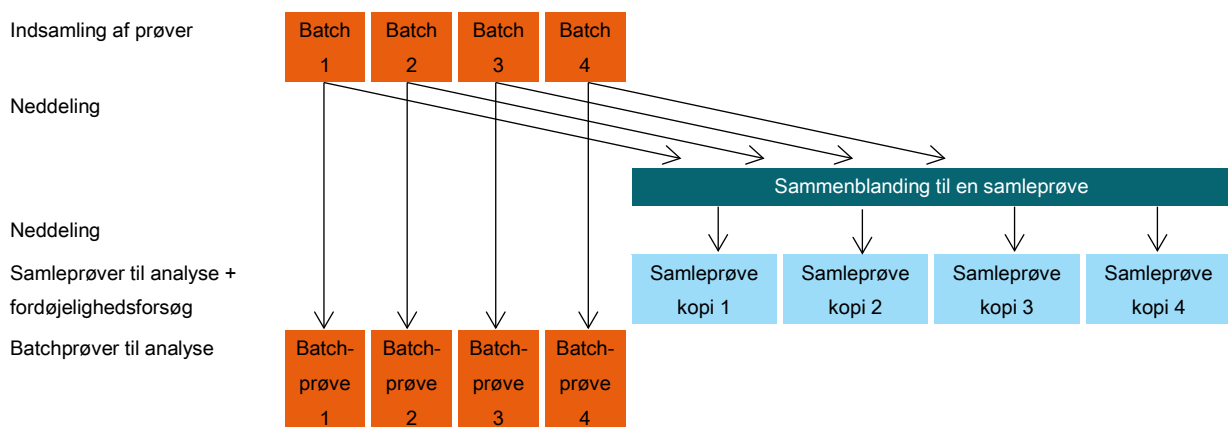 Indsamling af prøver
Batch
1
Batch
2
Batch
3
Batch
4
Neddeling
Sammenblanding til en samleprøve
Neddeling
Samleprøver til analyse +
fordøjelighedsforsøg
Samleprøve
kopi 1
Samleprøve
kopi 2
Samleprøve
kopi 3
Samleprøve
kopi 4
Batchprøver til analyse
Batch-
prøve
1
Batch-
prøve
2
Batch-
prøve
3
Batch-
prøve
4